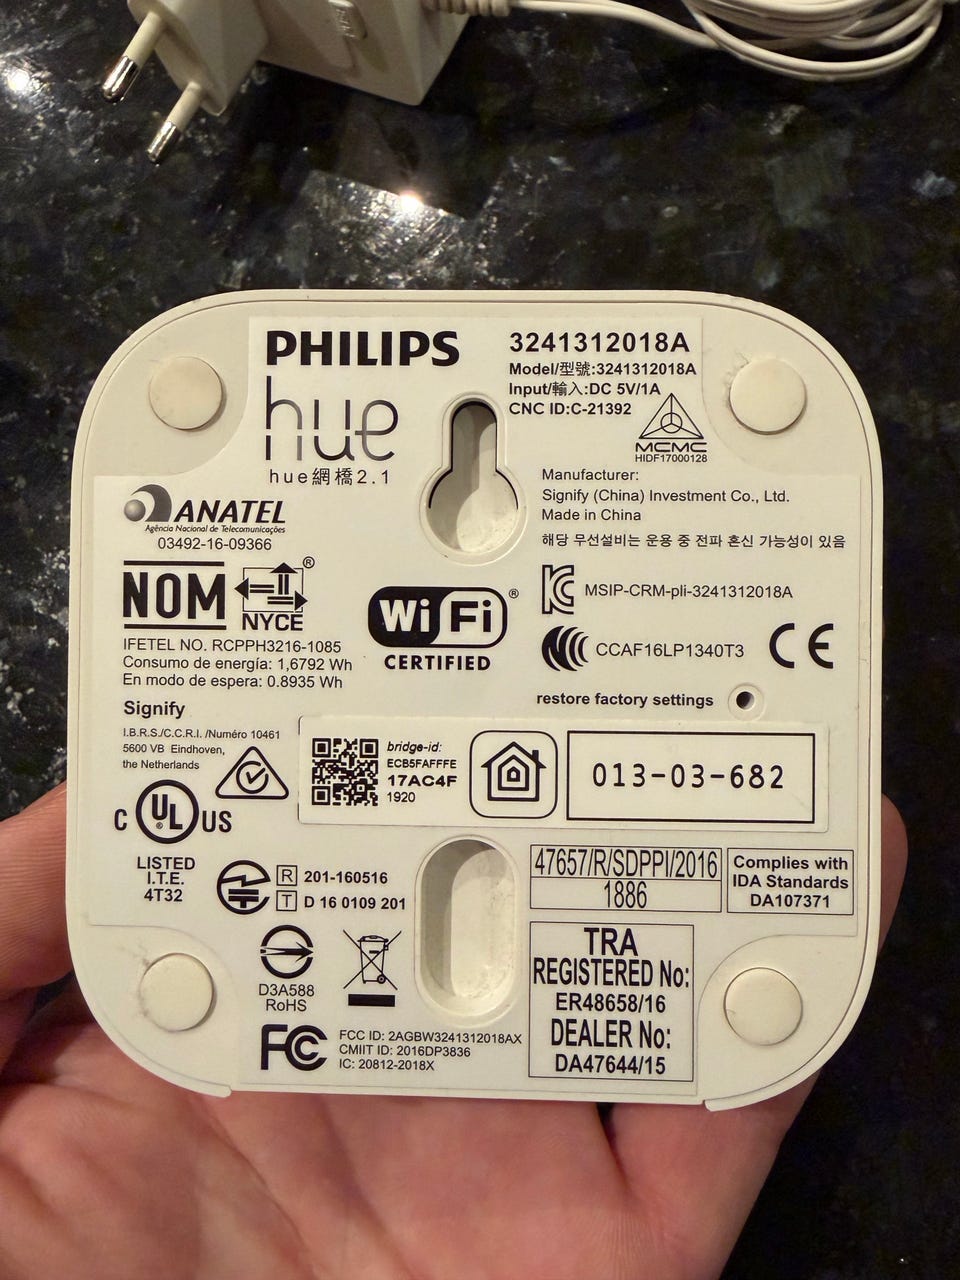 PHILIPS
hue
hue網橋2.1
3241312018A
Model/型號:3241312018A
Input/輸入:DC 5V/1A
CNC ID:C-21392
MCMC
HIDF17000128
Manufacturer:
Signify (China) Investment Co., Ltd.
Made in China
해당 무선설비는 운용 중 전파 혼신 가능성이 있음
ANATEL
Agência Nacional de Telecomunicações
03492-16-09366
NOM
NYCE
®
IFETEL NO. RCPPH3216-1085
Consumo de energía: 1,6792 Wh
En modo de espera: 0.8935 Wh
Wi Fi ®
CERTIFIED
MSIP-CRM-pli-3241312018A
CCAF16LP1340T3
CE
restore factory settings
Signify
I.B.R.S./C.C.R.I. /Numéro 10461
5600 VB Eindhoven,
the Netherlands
bridge-id:
ECB5FAFFFE
17AC4F
1920
013-03-682
C UL ® US
LISTED
I.T.E.
4T32
R 201-160516
T D 16 0109 201
47657/R/SDPPI/2016
1886
Complies with
IDA Standards
DA107371
D3A588
RoHS
TRA
REGISTERED No:
ER48658/16
DEALER No:
DA47644/15
FC
FCC ID: 2AGBW3241312018AX
CMIIT ID: 2016DP3836
IC: 20812-2018X